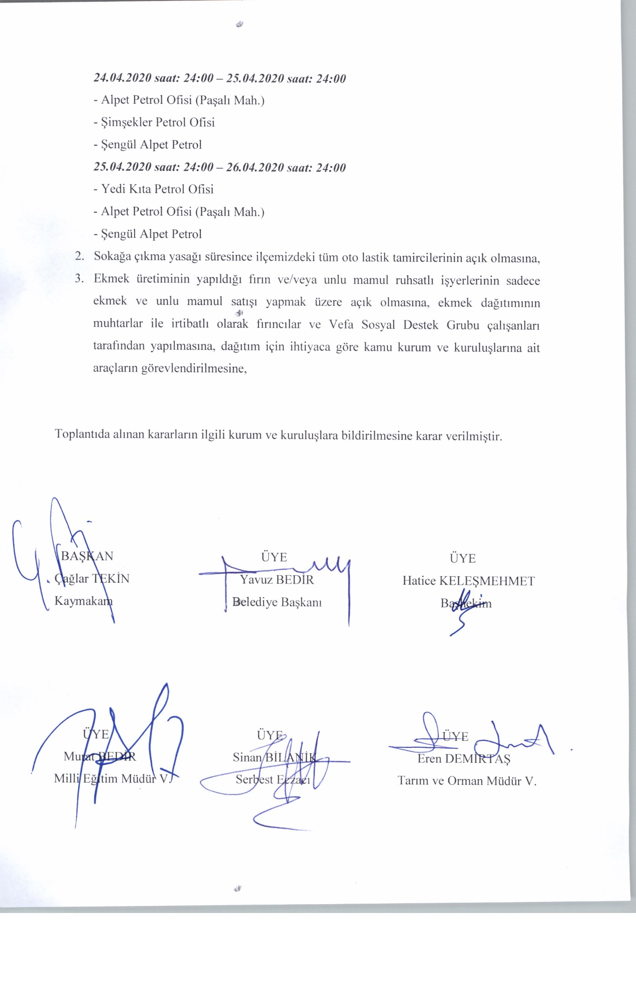 24.04.2020 saat: 24:00 – 25.04.2020 saat: 24:00
- Alpet Petrol Ofisi (Paşalı Mah.)
- Şimşekler Petrol Ofisi
- Şengül Alpet Petrol
25.04.2020 saat: 24:00 – 26.04.2020 saat: 24:00
- Yedi Kıta Petrol Ofisi
- Alpet Petrol Ofisi (Paşalı Mah.)
- Şengül Alpet Petrol
2. Sokağa çıkma yasağı süresince ilçemizdeki tüm oto lastik tamircilerinin açık olmasına,
3. Ekmek üretiminin yapıldığı fırın ve/veya unlu mamul ruhsatlı işyerlerinin sadece
ekmek ve unlu mamul satışı yapmak üzere açık olmasına, ekmek dağıtımının
muhtarlar ile irtibatlı olarak fırıncılar ve Vefa Sosyal Destek Grubu çalışanları
tarafından yapılmasına, dağıtım için ihtiyaca göre kamu kurum ve kuruluşlarına ait
araçların görevlendirilmesine,
Toplantıda alınan kararların ilgili kurum ve kuruluşlara bildirilmesine karar verilmiştir.
BAŞKAN ÜYE ÜYE
Çağlar TEKİN Yavuz BEDİR Hatice KELEŞMEHMET
Kaymakam Belediye Başkanı Başhekim
ÜYE ÜYE ÜYE
Murat BEDİR Sinan BİLANİK Eren DEMİRTAŞ
Milli Eğitim Müdür V. Serbest Eczacı Tarım ve Orman Müdür V.